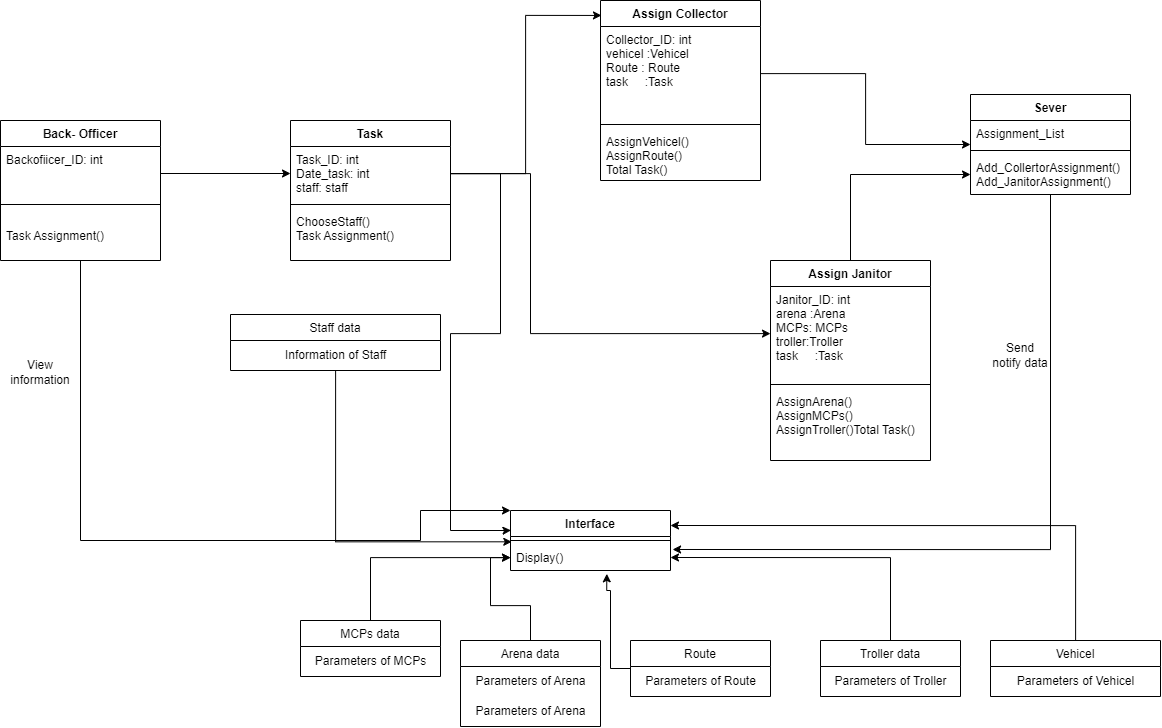 Assign Collector
Collector_ID: int
vehicel :Vehicel
Route : Route
task :Task
AssignVehicel()
AssignRoute()
Total Task()
Sever
Assignment_List
Add_CollertorAssignment()
Add_JanitorAssignment()
Back- Officer
Backofiicer_ID: int
Task Assignment()
Task
Task_ID: int
Date_task: int
staff: staff
ChooseStaff()
Task Assignment()
Assign Janitor
Janitor_ID: int
arena :Arena
MCPs: MCPs
troller:Troller
task :Task
AssignArena()
AssignMCPs()
AssignTroller()Total Task()
Staff data
Information of Staff
View
information
Send
notify data
Interface
Display()
MCPs data
Parameters of MCPs
Arena data
Parameters of Arena
Parameters of Arena
Route
Parameters of Route
Troller data
Parameters of Troller
Vehicel
Parameters of Vehicel